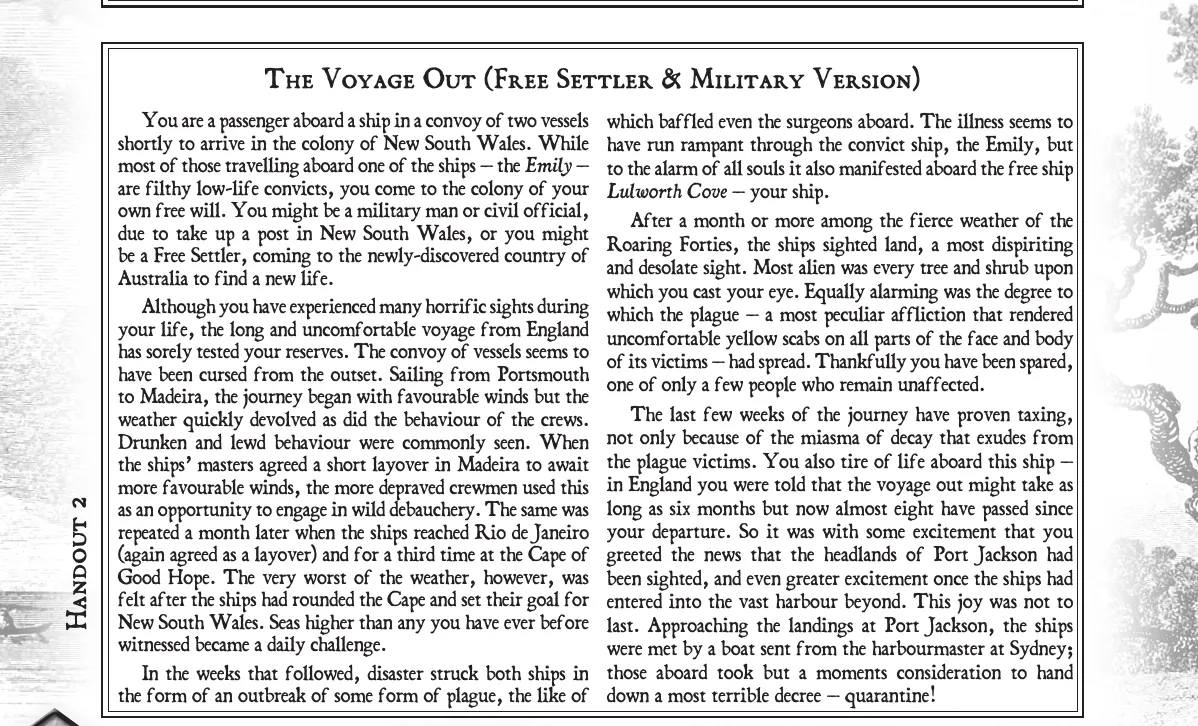 The Voyage Out (Free Settler & Military Version)
You are a passenger aboard a ship in a convoy of two vessels
shortly to arrive in the colony of New South Wales. While
most of those travelling aboard one of the ships – the Emily –
are filthy low-life convicts, you come to the colony of your
own free will. You might be a military man or civil official,
due to take up a post in New South Wales, or you might
be a Free Settler, coming to the newly-discovered country of
Australia to find a new life.
Although you have experienced many horrific sights during
your life, the long and uncomfortable voyage from England
has sorely tested your reserves. The convoy of vessels seems to
have been cursed from the outset. Sailing from Portsmouth
to Madeira, the journey began with favourable winds but the
weather quickly devolved as did the behaviour of the crews.
Drunken and lewd behaviour were commonly seen. When
the ships' masters agreed a short layover in Madeira to await
more favourable winds, the more depraved crewmen used this
as an opportunity to engage in wild debauchery. The same was
repeated a month later when the ships reached Rio de Janeiro
(again agreed as a layover) and for a third time at the Cape of
Good Hope. The very worst of the weather, however, was
felt after the ships had rounded the Cape and set their goal for
New South Wales. Seas higher than any you have ever before
witnessed became a daily challenge.
In the weeks that followed, disaster struck both ships in
the form of an outbreak of some form of plague, the like of
which baffled even the surgeons aboard. The illness seems to
have run rampant through the convict ship, the Emily, but
to the alarm of all souls it also manifested aboard the free ship
Lulworth Cove – your ship.
After a month or more among the fierce weather of the
Roaring Forties, the ships sighted land, a most dispiriting
and desolate sight. Most alien was every tree and shrub upon
which you cast your eye. Equally alarming was the degree to
which the plague – a most peculiar affliction that rendered
uncomfortable yellow scabs on all parts of the face and body
of its victims – had spread. Thankfully you have been spared,
one of only a few people who remain unaffected.
The last few weeks of the journey have proven taxing,
not only because of the miasma of decay that exudes from
the plague victims. You also tire of life aboard this ship –
in England you were told that the voyage out might take as
long as six months but now almost eight have passed since
your departure. So it was with some excitement that you
greeted the news that the headlands of Port Jackson had
been sighted, and even greater excitement once the ships had
entered into the vast harbour beyond. This joy was not to
last. Approaching the landings at Port Jackson, the ships
were met by a boat sent from the harbourmaster at Sydney;
those aboard took but a moments consideration to hand
down a most terrible decree – quarantine!
Handout 2